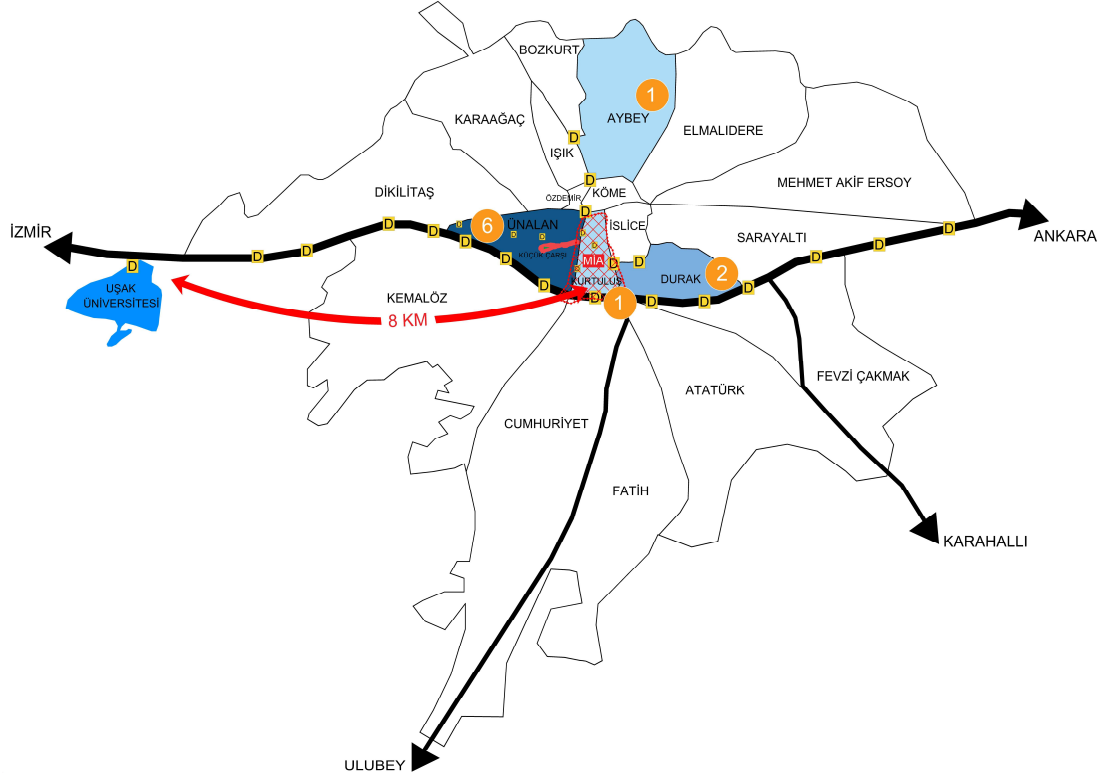 BOZKURT
AYBEY
1
KARAAĞAÇ
ELMALIDERE
D
IŞIK
D
KÖME
MEHMET AKİF ERSOY
DİKİLİTAŞ
ÖZDEMİR
D
6
ÜNALAN
İSLİCE
SARAYALTI
İZMİR
ANKARA
D
D
D
D
D
D
D
D
D
D
D
D
D
KÜÇÜK ÇARŞI
MİA
D
D
D
D
D
D
UŞAK
ÜNİVERSİTESİ
DURAK
2
KURTULUŞ
D
D
D
D
D
1
KEMALÖZ
8 KM
FEVZİ ÇAKMAK
ATATÜRK
CUMHURİYET
FATİH
KARAHALLI
ULUBEY